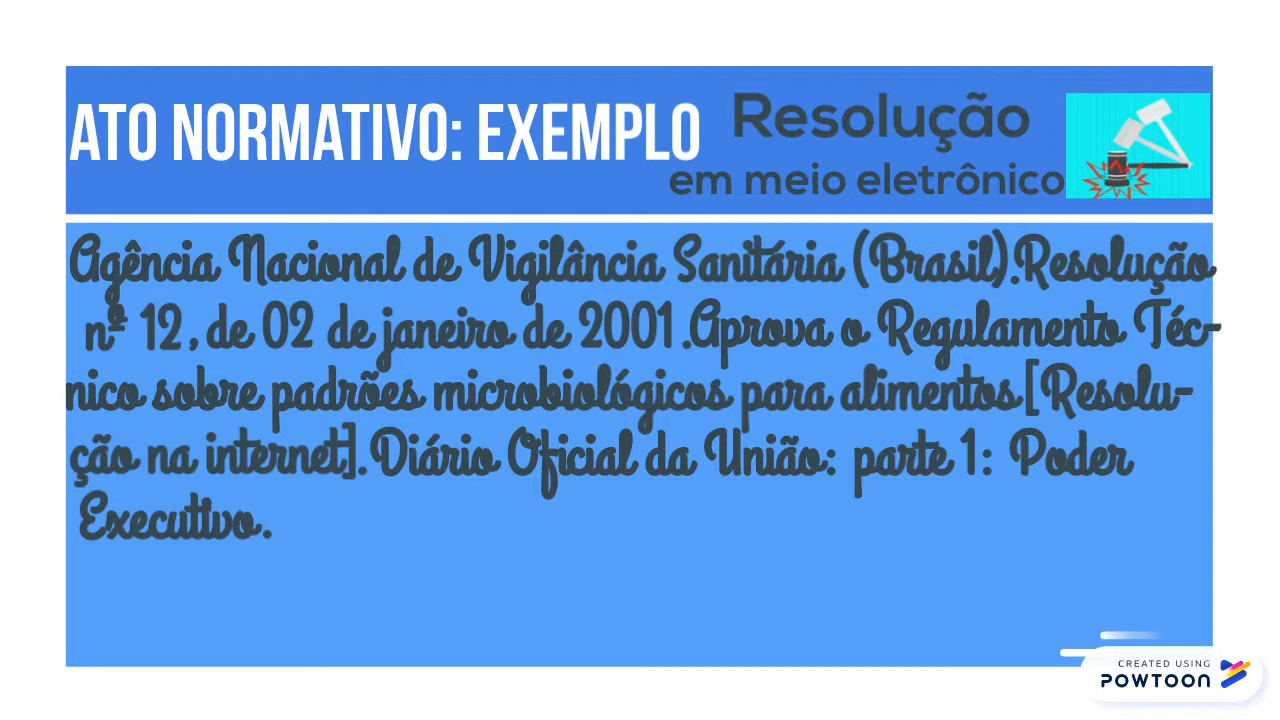 ATO NORMATIVO: EXEMPLO
Resolução
em meio eletrônico
Agência Nacional de Vigilância Sanitária (Brasil).Resolução
nº 12, de 02 de janeiro de 2001.Aprova o Regulamento Téc-
nico sobre padrões microbiológicos para alimentos[Resolu-
ção na internet].Diário Oficial da União: parte 1: Poder
Executivo.
CREATED USING
POWTOON